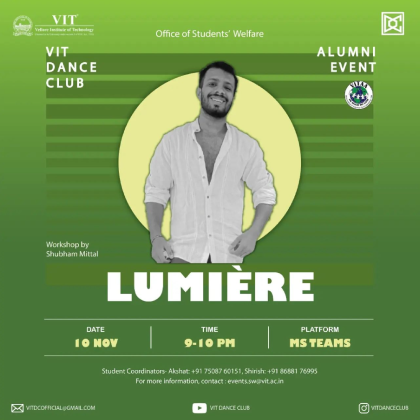 VIT
Vellore Institute of Technology
Office of Students' Welfare
VIT
DANCE
CLUB
ALUMNI
EVENT
Workshop by
Shubham Mittal
LUMIÈRE
DATE
10 NOV
TIME
9-10 PM
PLATFORM
MS TEAMS
Student Coordinators- Akshat: +91 75087 60151, Shirish: +91 86881 76995
For more information, contact : events.sw@vit.ac.in
VITDCOFFICIAL@GMAIL.COM
VIT DANCE CLUB
VITDANCECLUB